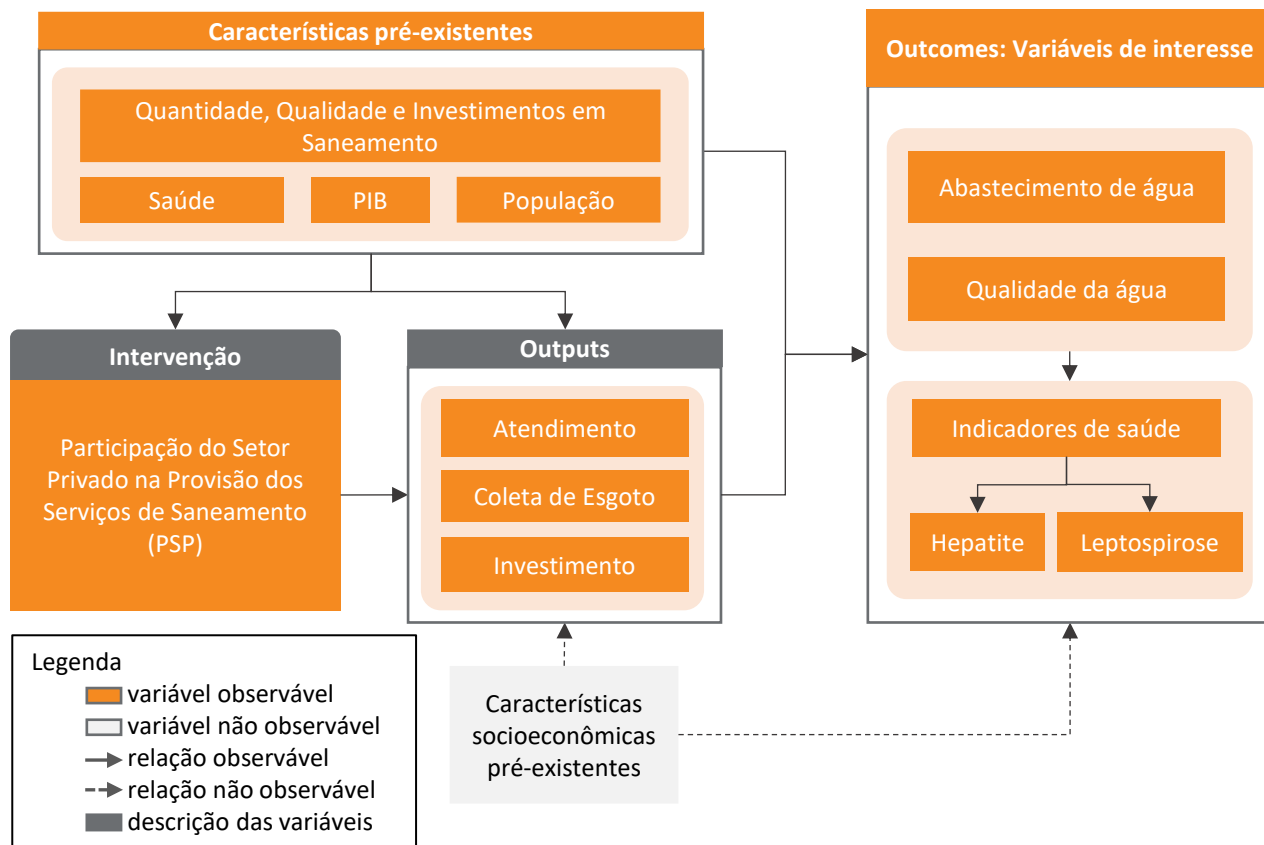 Características pré-existentes
Quantidade, Qualidade e Investimentos em
Saneamento
Saúde
PIB
População
Outcomes: Variáveis de interesse
Abastecimento de água
Qualidade da água
Indicadores de saúde
Hepatite
Leptospirose
Intervenção
Participação do Setor
Privado na Provisão dos
Serviços de Saneamento
(PSP)
Outputs
Atendimento
Coleta de Esgoto
Investimento
Características
socioeconômicas
pré-existentes
Legenda
variável observável
variável não observável
relação observável
relação não observável
descrição das variáveis